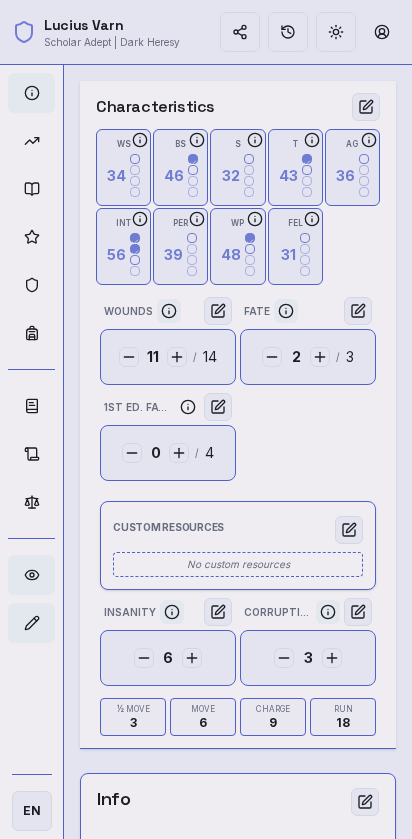 Lucius Varn
Scholar Adept | Dark Heresy
Characteristics
WS BS S T AG
34 46 32 43 36
INT PER WP FEL
56 39 48 31
WOUNDS FATE
11 / 14 2 / 3
1ST ED. FA...
0 / 4
CUSTOMRESOURCES
No custom resources
INSANITY CORRUPTI...
6 3
½ MOVE MOVE CHARGE RUN
3 6 9 18
Info
EN